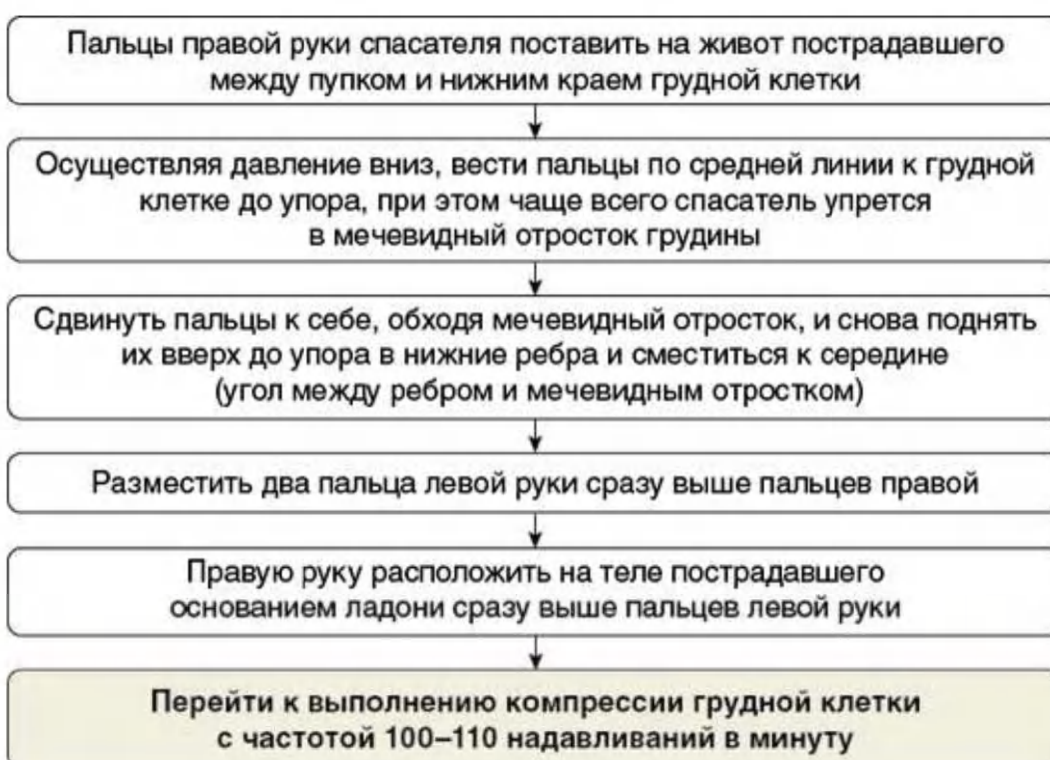 Пальцы правой руки спасателя поставить на живот пострадавшего
между пупком и нижним краем грудной клетки
Осуществляя давление вниз, вести пальцы по средней линии к грудной
клетке до упора, при этом чаще всего спасатель упрется
в мечевидный отросток грудины
Сдвинуть пальцы к себе, обходя мечевидный отросток, и снова поднять
их вверх до упора в нижние ребра и сместиться к середине
(угол между ребром и мечевидным отростком)
Разместить два пальца левой руки сразу выше пальцев правой
Правую руку расположить на теле пострадавшего
основанием ладони сразу выше пальцев левой руки
Перейти к выполнению компрессии грудной клетки
с частотой 100–110 надавливаний в минуту